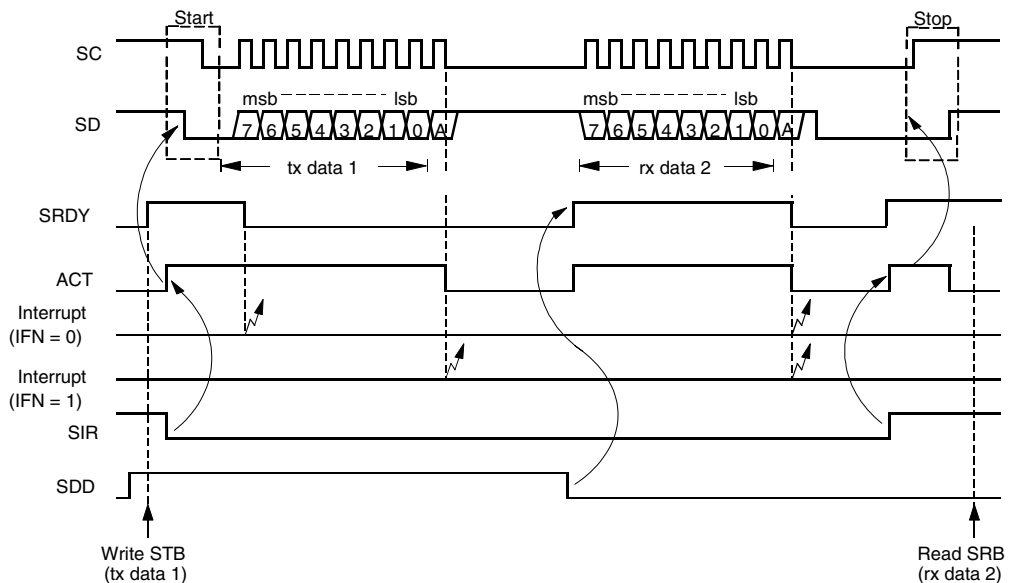 Start
Stop
SC
msb lsb msb lsb
SD
7 6 5 4 3 2 1 0 A 7 6 5 4 3 2 1 0 A
tx data 1 rx data 2
SRDY
ACT
Interrupt
(IFN = 0)
Interrupt
(IFN = 1)
SIR
SDD
Write STB
(tx data 1)
Read SRB
(rx data 2)